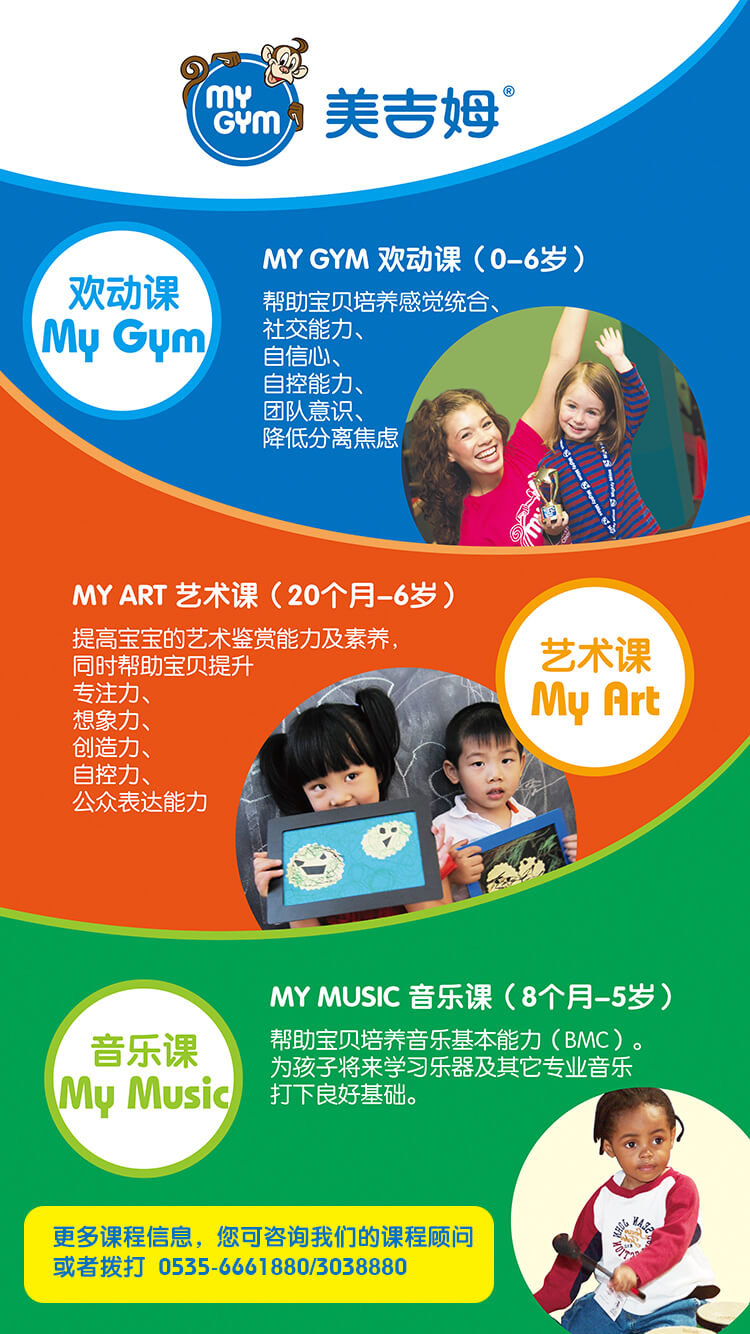 MY GYM
美吉姆®
欢动课
My Gym
MY GYM 欢动课（0-6岁）
帮助宝贝培养感觉统合、
社交能力、
自信心、
自控能力、
团队意识、
降低分离焦虑
MY ART 艺术课（20个月-6岁）
提高宝宝的艺术鉴赏能力及素养，
同时帮助宝贝提升
专注力、
想象力、
创造力、
自控力、
公众表达能力
艺术课
My Art
MY MUSIC 音乐课（8个月-5岁）
帮助宝贝培养音乐基本能力（BMC）。
为孩子将来学习乐器及其它专业音乐
打下良好基础。
音乐课
My Music
更多课程信息，您可咨询我们的课程顾问
或者拨打 0535-6661880/3038880